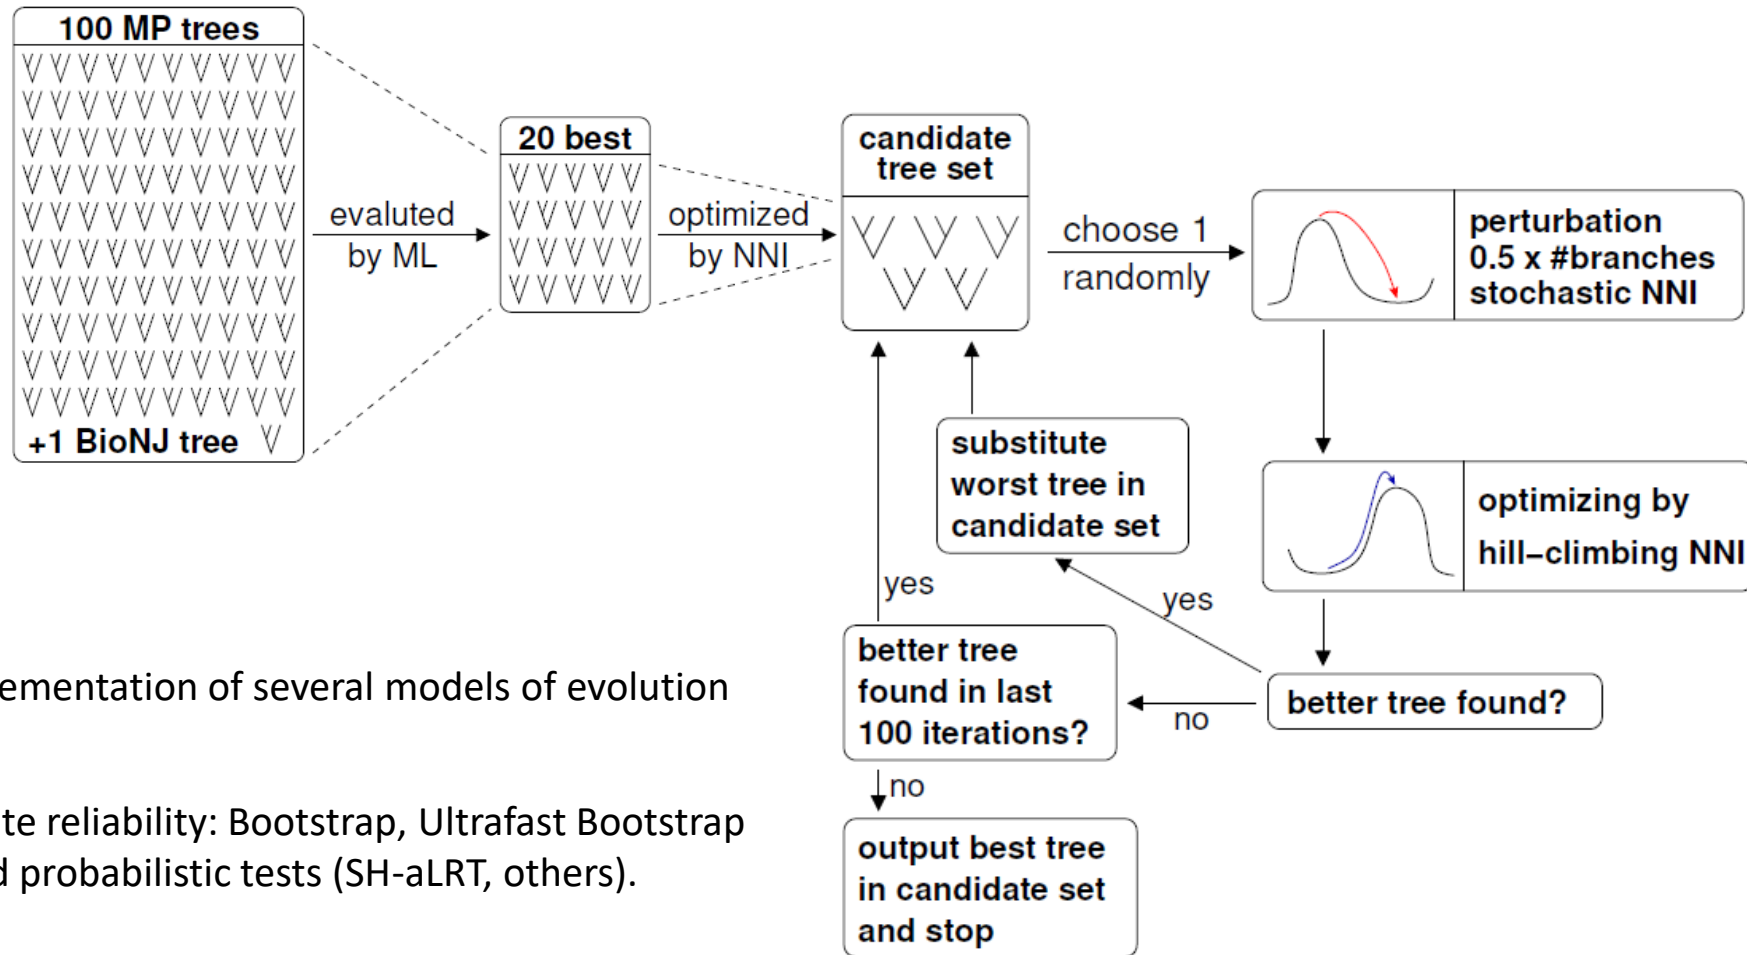 100 MP trees
+1 BioNJ tree
evaluted
by ML
20 best
optimized
by NNI
candidate
tree set
choose 1
randomly
perturbation
0.5 x #branches
stochastic NNI
optimizing by
hill−climbing NNI
better tree found?
yes
no
substitute
worst tree in
candidate set
better tree
found in last
100 iterations?
yes
no
output best tree
in candidate set
and stop
ementation of several models of evolution
te reliability: Bootstrap, Ultrafast Bootstrap
d probabilistic tests (SH-aLRT, others).